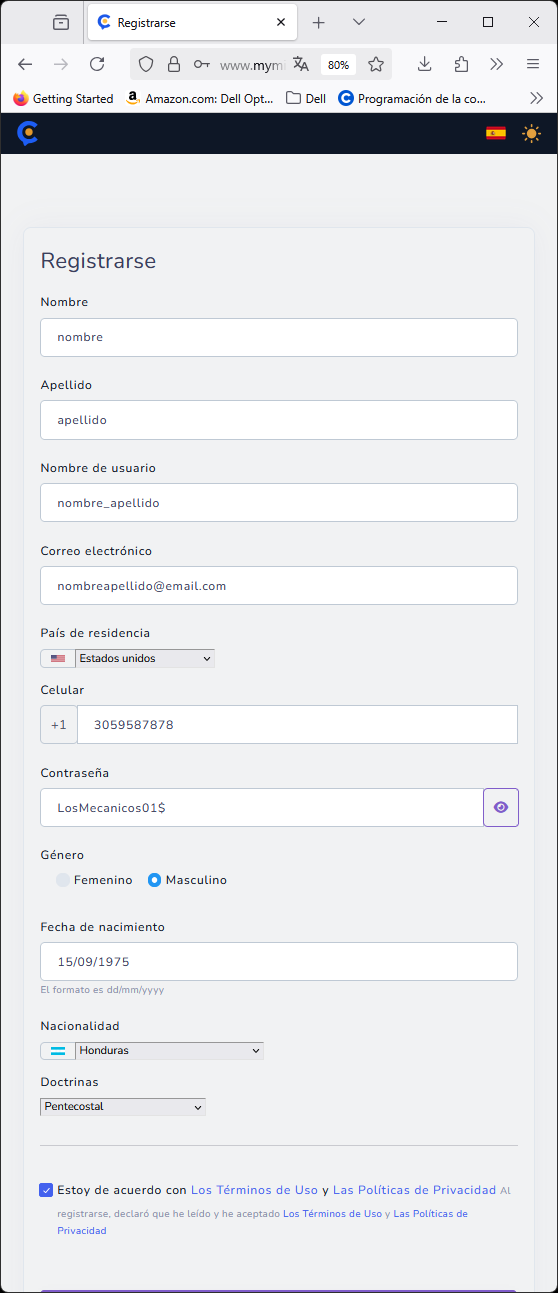 Registrarse
www.mym
80%
Getting Started
Amazon.com: Dell Opt...
Dell
Programación de la co...
Registrarse
Nombre
nombre
Apellido
apellido
Nombre de usuario
nombre_apellido
Correo electrónico
nombreapellido@email.com
País de residencia
Estados unidos
Celular
+1 3059587878
Contraseña
LosMecanicos01$
Género
Femenino Masculino
Fecha de nacimiento
15/09/1975
El formato es dd/mm/yyyy
Nacionalidad
Honduras
Doctrinas
Pentecostal
Estoy de acuerdo con Los Términos de Uso y Las Políticas de Privacidad Al
registrarse, declaró que he leído y he aceptado Los Términos de Uso y Las Políticas de
Privacidad